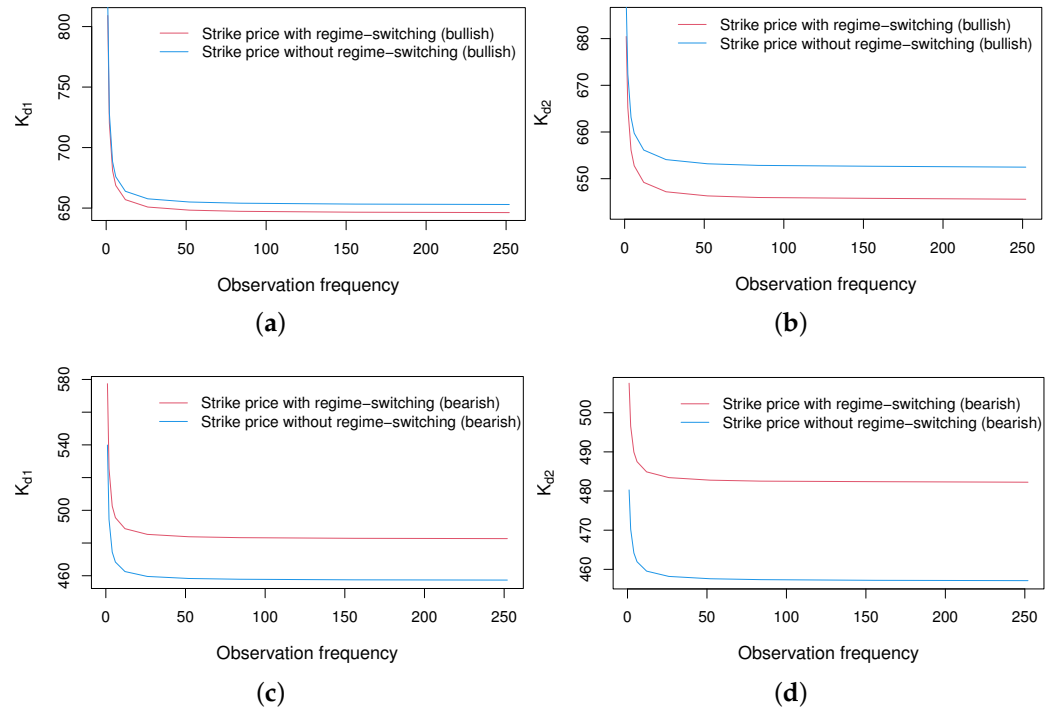 800
750
700
650
K_d1
Strike price with regime-switching (bullish)
Strike price without regime-switching (bullish)
0 50 100 150 200 250
Observation frequency
(a)
680
670
660
650
K_d2
Strike price with regime-switching (bullish)
Strike price without regime-switching (bullish)
0 50 100 150 200 250
Observation frequency
(b)
580
540
500
460
K_d1
Strike price with regime-switching (bearish)
Strike price without regime-switching (bearish)
0 50 100 150 200 250
Observation frequency
(c)
500
490
480
470
460
K_d2
Strike price with regime-switching (bearish)
Strike price without regime-switching (bearish)
0 50 100 150 200 250
Observation frequency
(d)